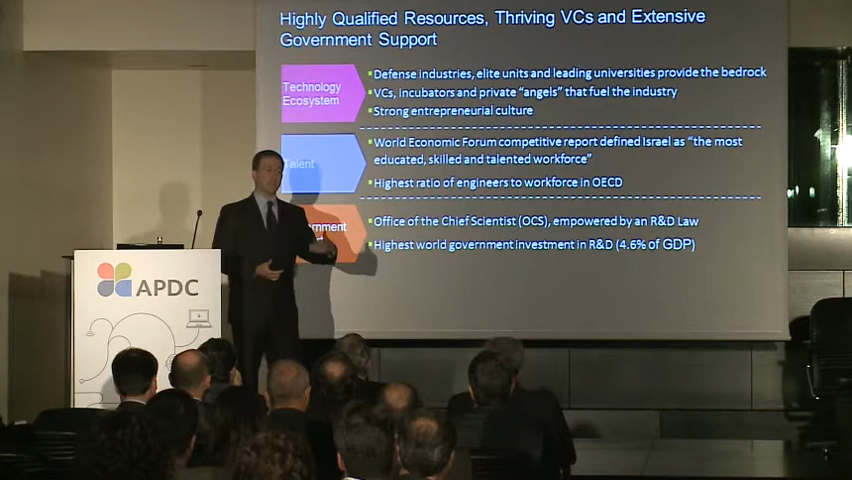 Highly Qualified Resources, Thriving VCs and Extensive
Government Support
Technology
Ecosystem
Defense industries, elite units and leading universities provide the bedrock
VCs, incubators and private "angels" that fuel the industry
Strong entrepreneurial culture
Talent
World Economic Forum competitive report defined Israel as "the most
educated, skilled and talented workforce"
Highest ratio of engineers to workforce in OECD
Office of the Chief Scientist (OCS), empowered by an R&D Law
Highest world government investment in R&D (4.6% of GDP)
APDC